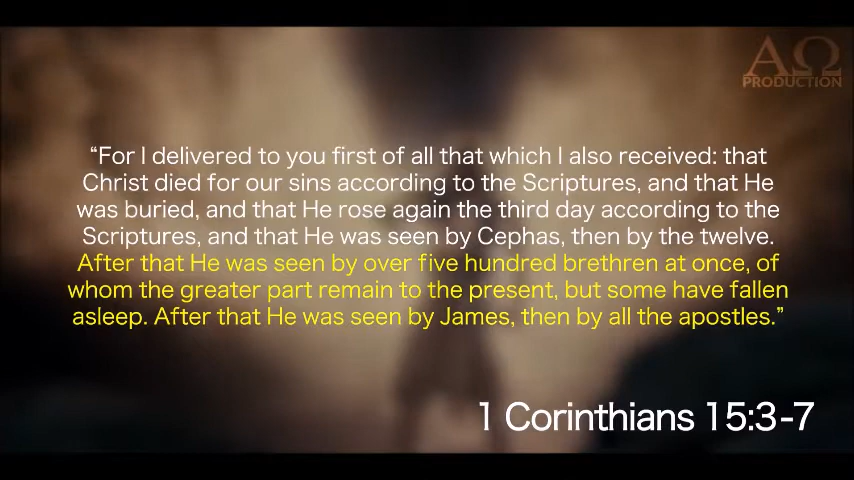 ΑΩ
PRODUCTION
“For I delivered to you first of all that which I also received: that
Christ died for our sins according to the Scriptures, and that He
was buried, and that He rose again the third day according to the
Scriptures, and that He was seen by Cephas, then by the twelve.
After that He was seen by over five hundred brethren at once, of
whom the greater part remain to the present, but some have fallen
asleep. After that He was seen by James, then by all the apostles.”
1 Corinthians 15:3-7